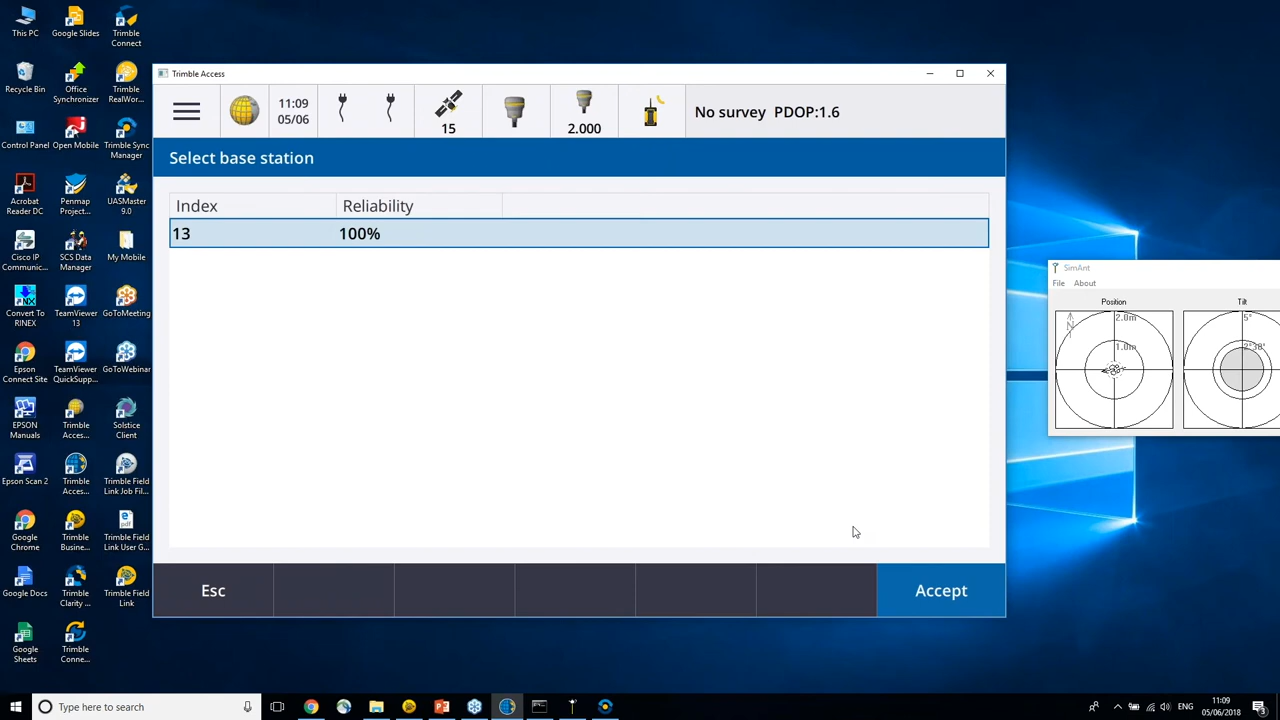 This PC
Google Slides
Trimble
Connect
Recycle Bin
Office
Synchronizer
Trimble
RealWor...
Control Panel
Open Mobile
Trimble Sync
Manager
Acrobat
Reader DC
Penmap
Project...
UASMaster
9.0
Cisco IP
Communic...
SCS Data
Manager
My Mobile
Convert To
RINEX
TeamViewer
13
GoToMeeting
Epson
Connect Site
TeamViewer
QuickSupp...
GoToWebinar
EPSON
Manuals
Trimble
Acces...
Solstice
Client
Epson Scan 2
Trimble
Acces...
Trimble Field
Link Job Fil...
Google
Chrome
Trimble
Busine...
Trimble Field
Link User G...
Google Docs
Trimble
Clarity ...
Trimble Field
Link
Google
Sheets
Trimble
Conne...
Trimble Access
11:09
05/06
15
2.000
No survey PDOP:1.6
Select base station
Index Reliability
13 100%
Esc
Accept
SimAnt
File About
Position Tilt
2.0m
1.0m
N
5°
Type here to search
ENG
11:09
05/06/2018